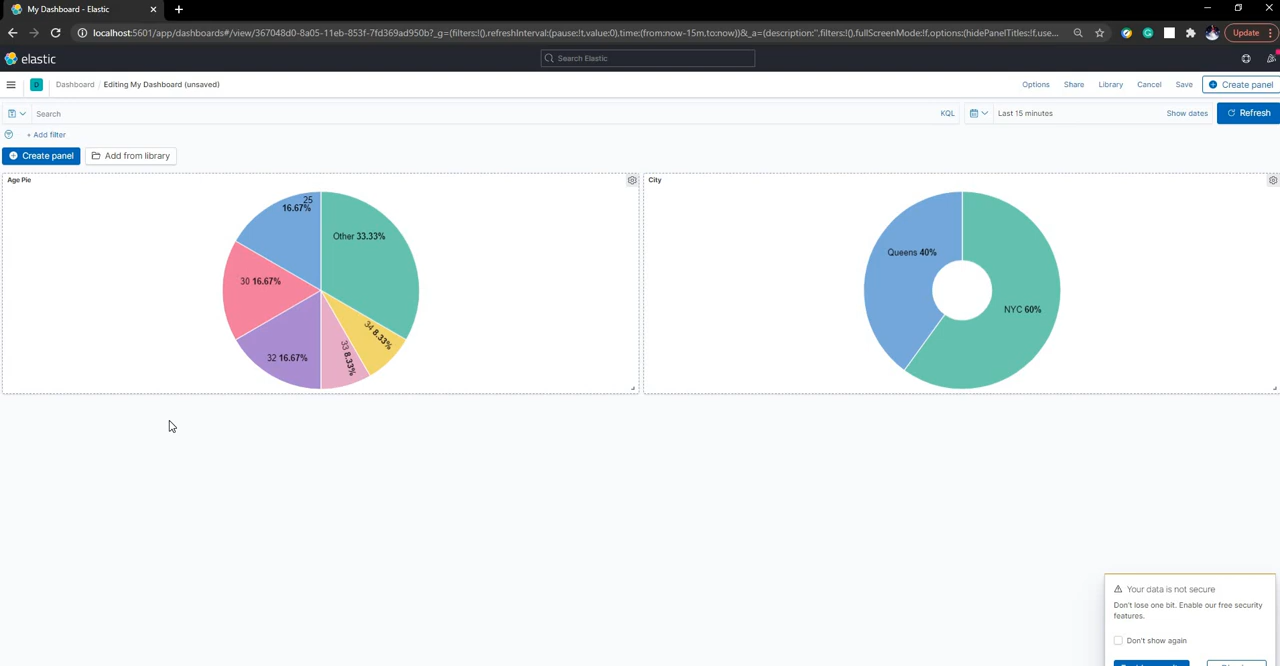 My Dashboard - Elastic
localhost:5601/app/dashboards#/view/367048d0-8a05-11eb-853f-7fd369ad950b?_g=(filters:!(),refreshInterval:(pause:!t,value:0),time:(from:now-15m,to:now))&_a=(description:'',filters:!(),fullScreenMode:!f,options:(hidePanelTitles:!f,use...
Update
elastic
Search Elastic
D
Dashboard / Editing My Dashboard (unsaved)
Options
Share
Library
Cancel
Save
Create panel
Search
KQL
Last 15 minutes
Show dates
Refresh
+ Add filter
Create panel
Add from library
Age Pie
25
16.67%
Other 33.33%
30 16.67%
34 8.33%
33 8.33%
32 16.67%
City
Queens 40%
NYC 60%
Your data is not secure
Don't lose one bit. Enable our free security
features.
Don't show again